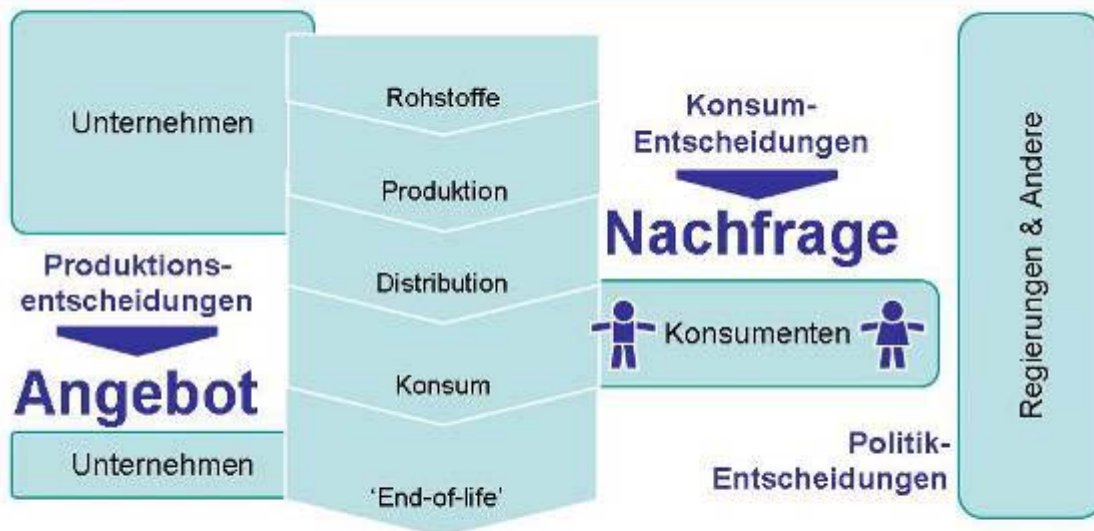 Unternehmen
Produktions-
entscheidungen
Angebot
Unternehmen
Rohstoffe
Produktion
Distribution
Konsum
‘End-of-life’
Konsum-
Entscheidungen
Nachfrage
Konsumenten
Politik-
Entscheidungen
Regierungen & Andere